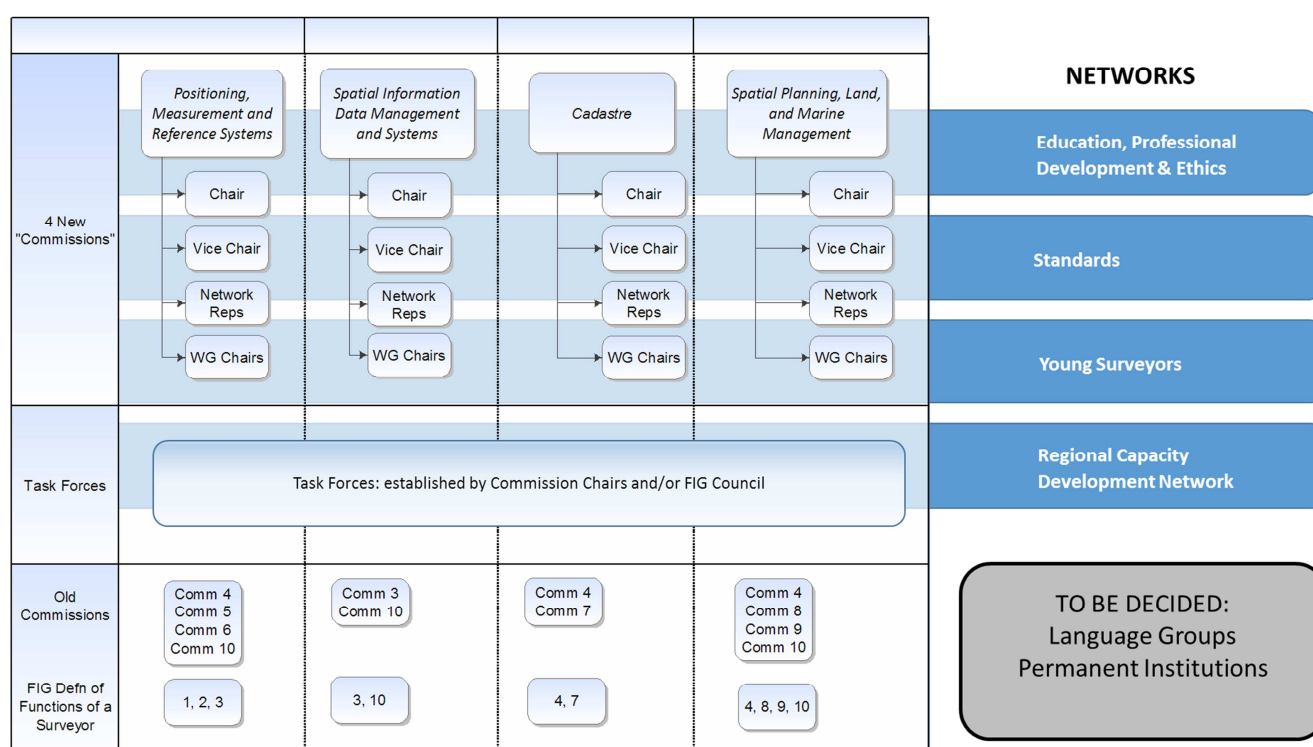 NETWORKS
4 New
"Commissions"
Positioning,
Measurement and
Reference Systems
Chair
Vice Chair
Network
Reps
WG Chairs
Spatial Information
Data Management
and Systems
Chair
Vice Chair
Network
Reps
WG Chairs
Cadastre
Chair
Vice Chair
Network
Reps
WG Chairs
Spatial Planning, Land,
and Marine
Management
Chair
Vice Chair
Network
Reps
WG Chairs
Education, Professional
Development & Ethics
Standards
Young Surveyors
Regional Capacity
Development Network
Task Forces
Task Forces: established by Commission Chairs and/or FIG Council
Old
Commissions
Comm 4
Comm 5
Comm 6
Comm 10
Comm 3
Comm 10
Comm 4
Comm 7
Comm 4
Comm 8
Comm 9
Comm 10
FIG Defn of
Functions of a
Surveyor
1, 2, 3
3, 10
4, 7
4, 8, 9, 10
TO BE DECIDED:
Language Groups
Permanent Institutions